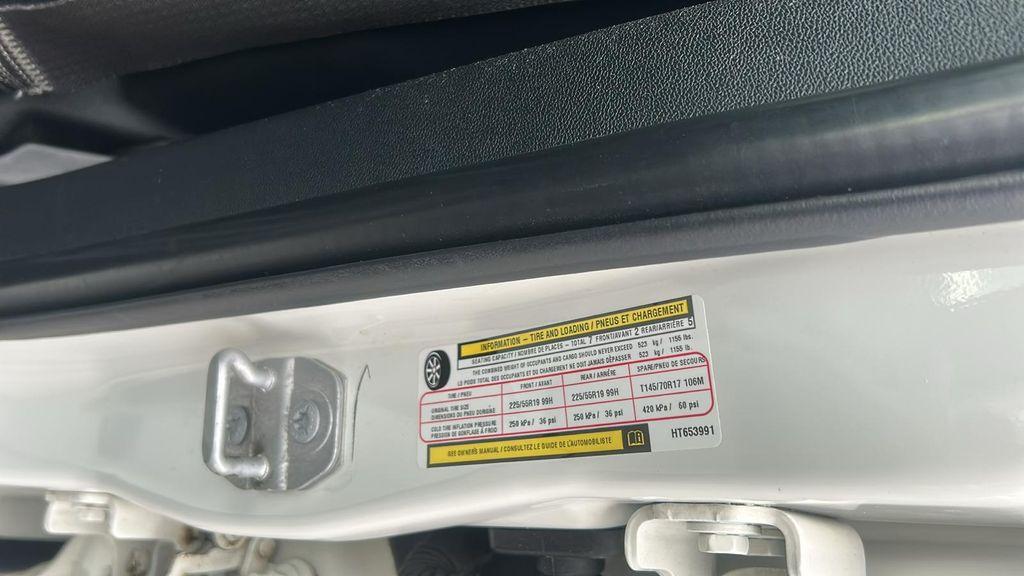 INFORMATION – TIRE AND LOADING / PNEUS ET CHARGEMENT
SEATING CAPACITY / NOMBRE DE PLACES – TOTAL 7 FRONT/AVANT 2 REAR/ARRIÈRE 5
THE COMBINED WEIGHT OF OCCUPANTS AND CARGO SHOULD NEVER EXCEED 523 kg / 1155 lbs.
LE POIDS TOTAL DES OCCUPANTS ET DU CHARGEMENT NE DOIT JAMAIS DÉPASSER 523 kg / 1155 lb.
TIRE / PNEU FRONT / AVANT REAR / ARRIÈRE SPARE/PNEU DE SECOURS
ORIGINAL TIRE SIZE
DIMENSIONS DU PNEU DORIGINE 225/55R19 99H 225/55R19 99H T145/70R17 106M
COLD TIRE INFLATION PRESSURE
PRESSION DE GONFLAGE À FROID 250 kPa / 36 psi 250 kPa / 36 psi 420 kPa / 60 psi
SEE OWNERS MANUAL / CONSULTEZ LE GUIDE DE L'AUTOMOBILISTE
HT653991